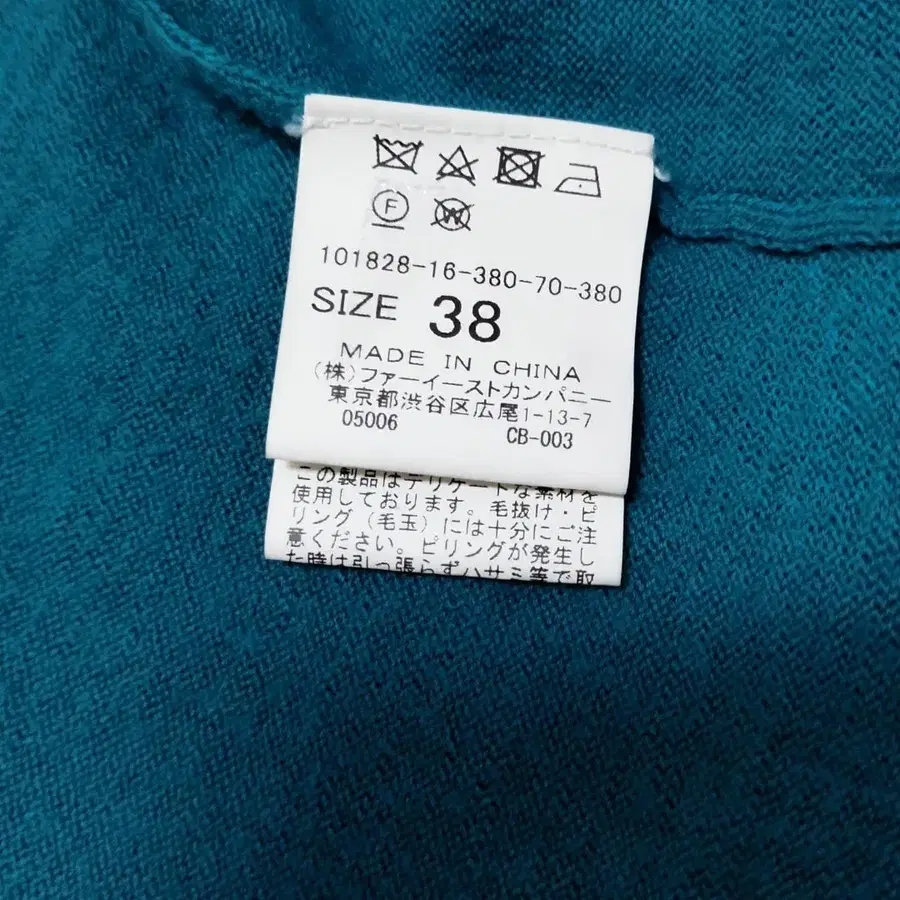 F W
101828-16-380-70-380
SIZE 38
MADE IN CHINA
(株)ファーイーストカンパニー
東京都渋谷区広尾1-13-7
05006 CB-003
この製品はデリケートな素材を
使用しております。毛抜け・ピ
リング(毛玉)には十分にご注
意ください。ピリングが発生し
た時は引っ張らずハサミ等で取